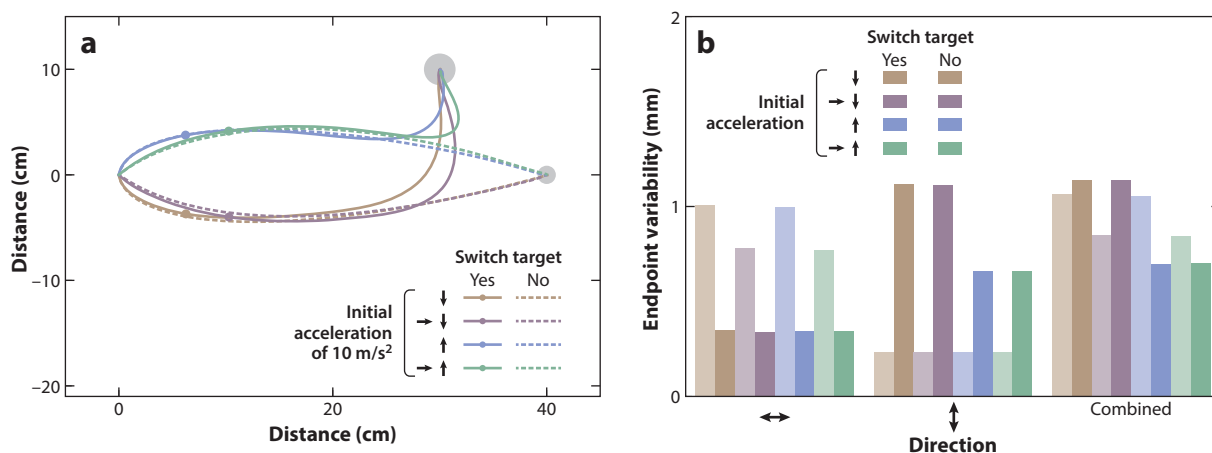 a
10
0
−10
−20
Distance (cm)
0
20
40
Distance (cm)
Switch target
Yes No
Initial
acceleration
of 10 m/s²
b
2
1
0
Endpoint variability (mm)
Switch target
Yes No
Initial
acceleration
Combined
Direction